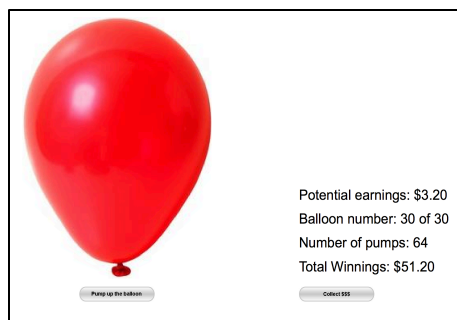 Potential earnings: $3.20
Balloon number: 30 of 30
Number of pumps: 64
Total Winnings: $51.20
Pump up the balloon
Collect $$$